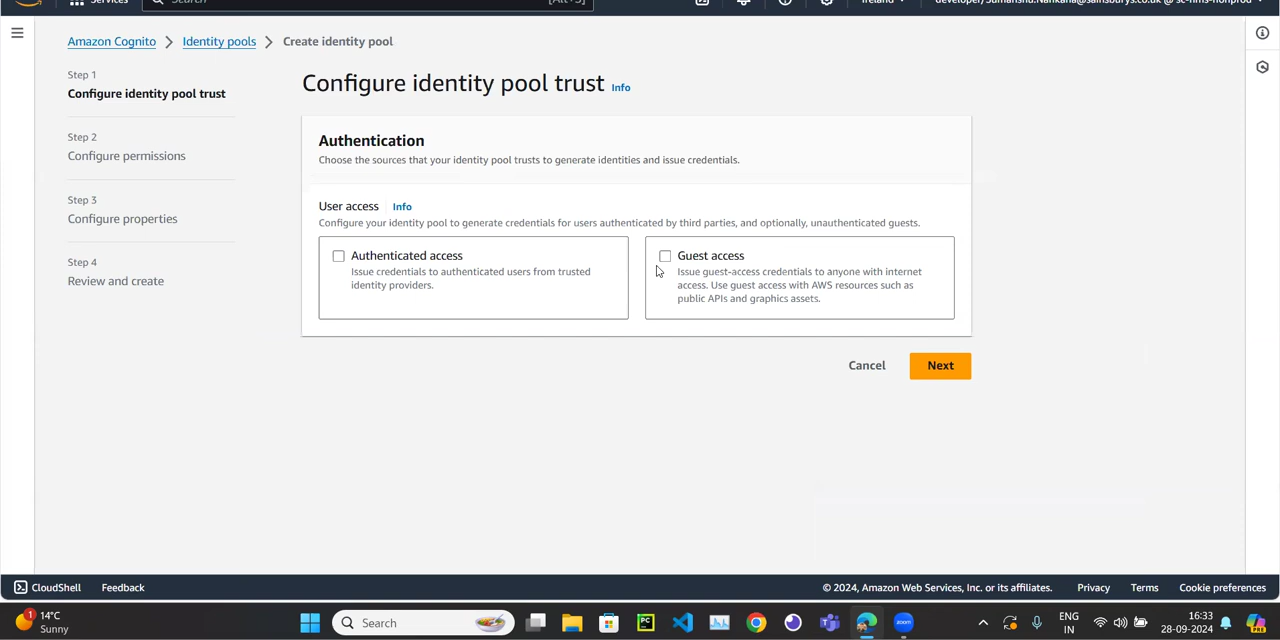 Services
Search
[Alt+S]
Ireland
Amazon Cognito
Identity pools
Create identity pool
Step 1
Configure identity pool trust
Step 2
Configure permissions
Step 3
Configure properties
Step 4
Review and create
Configure identity pool trust Info
Authentication
Choose the sources that your identity pool trusts to generate identities and issue credentials.
User access Info
Configure your identity pool to generate credentials for users authenticated by third parties, and optionally, unauthenticated guests.
Authenticated access
Issue credentials to authenticated users from trusted
identity providers.
Guest access
Issue guest-access credentials to anyone with internet
access. Use guest access with AWS resources such as
public APIs and graphics assets.
Cancel
Next
CloudShell
Feedback
© 2024, Amazon Web Services, Inc. or its affiliates.
Privacy
Terms
Cookie preferences
1
14°C
Sunny
Search
PC
zoom
ENG
IN
16:33
28-09-2024
PRE